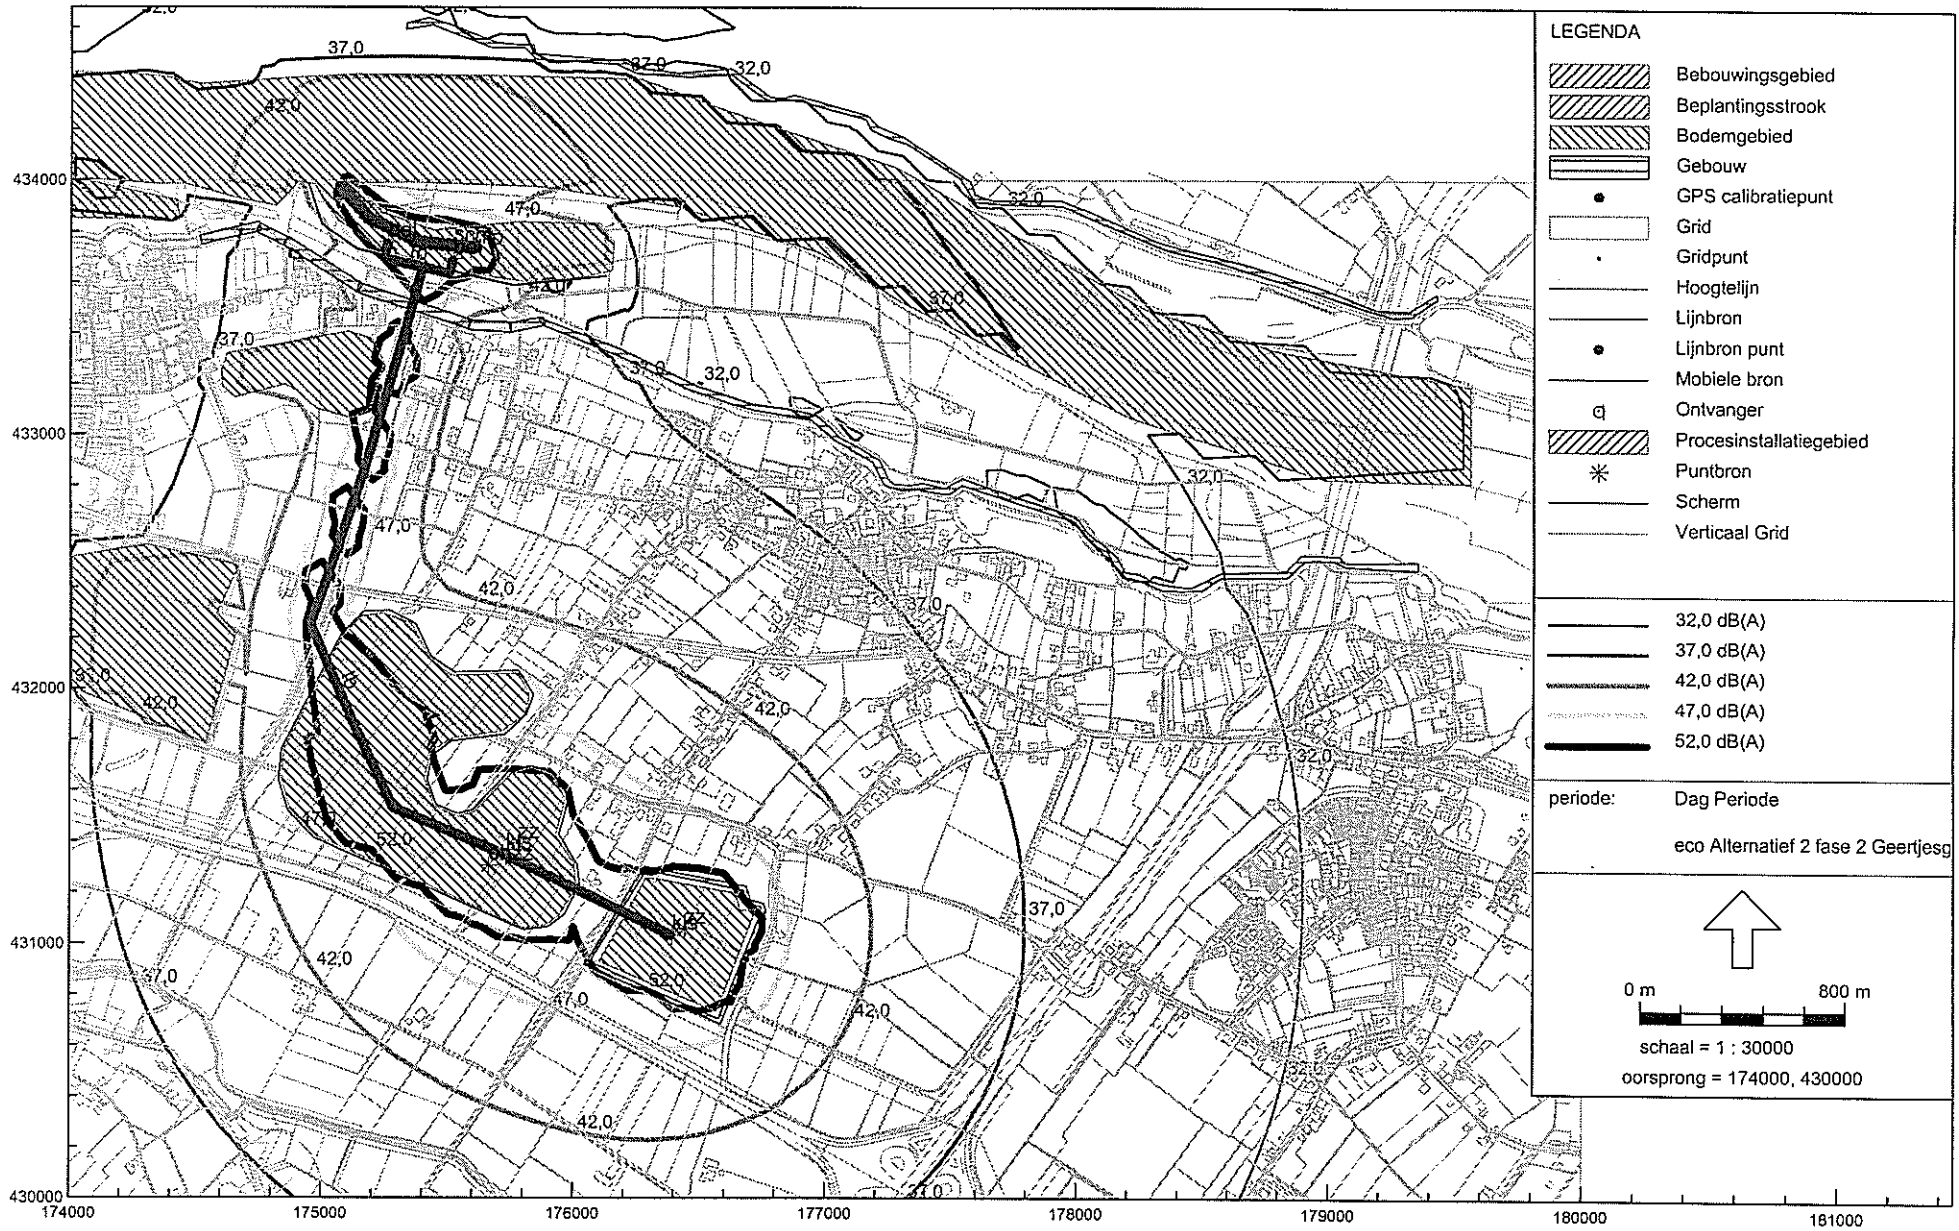 32,0
37,0
37,0
32,0
42,0
434000
47,0
32,0
42,0
37,0
37,0
37,0
32,0
433000
32,0
47,0
42,0
37,0
432000
42,0
42,0
32,0
47,0
52,0
37,0
431000
42,0
52,0
47,0
42,0
37,0
32,0
42,0
37,0
430000
174000
175000
176000
177000
178000
179000
180000
181000
LEGENDA
Bebouwingsgebied
Beplantingsstrook
Bodemgebied
Gebouw
GPS calibratiepunt
Grid
Gridpunt
Hoogtelijn
Lijnbron
Lijnbron punt
Mobiele bron
Ontvanger
Procesinstallatiegebied
Puntbron
Scherm
Verticaal Grid
32,0 dB(A)
37,0 dB(A)
42,0 dB(A)
47,0 dB(A)
52,0 dB(A)
periode: Dag Periode
eco Alternatief 2 fase 2 Geertjesg
0 m 800 m
schaal = 1 : 30000
oorsprong = 174000, 430000